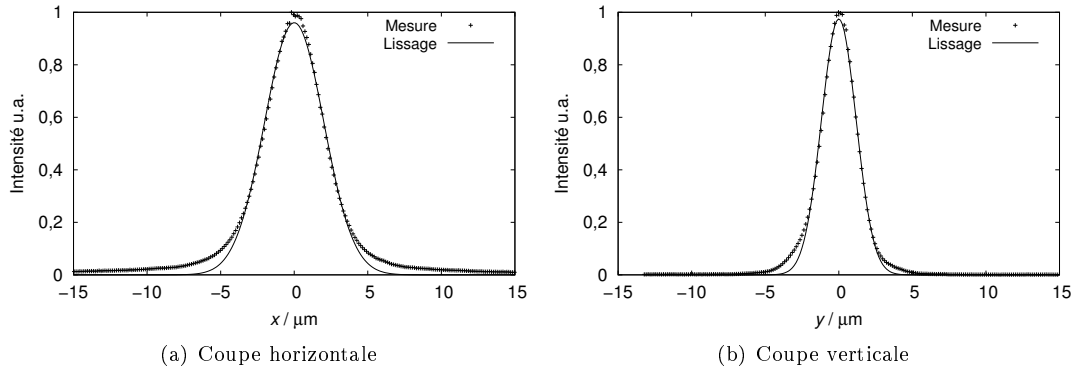 1
0,8
0,6
0,4
0,2
0
Intensité u.a.
Mesure
Lissage
−15 −10 −5 0 5 10 15
x / μm
(a) Coupe horizontale
1
0,8
0,6
0,4
0,2
0
Intensité u.a.
Mesure
Lissage
−15 −10 −5 0 5 10 15
y / μm
(b) Coupe verticale